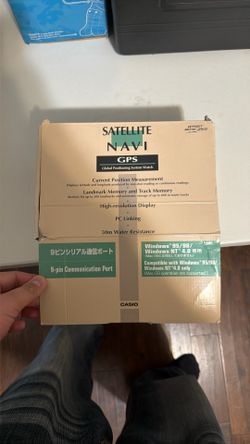 SATELLITE
NAVI
GPS
Global Positioning System Watch
Current Position Measurement
Landmark Memory and Track Memory
High-resolution Display
PC Linking
50m Water Resistance
9ピンシリアル通信ポート
9-pin Communication Port
Windows® 95/98/
Windows NT® 4.0 専用
Compatible with Windows® 95/98/
Windows NT® 4.0 only
CASIO